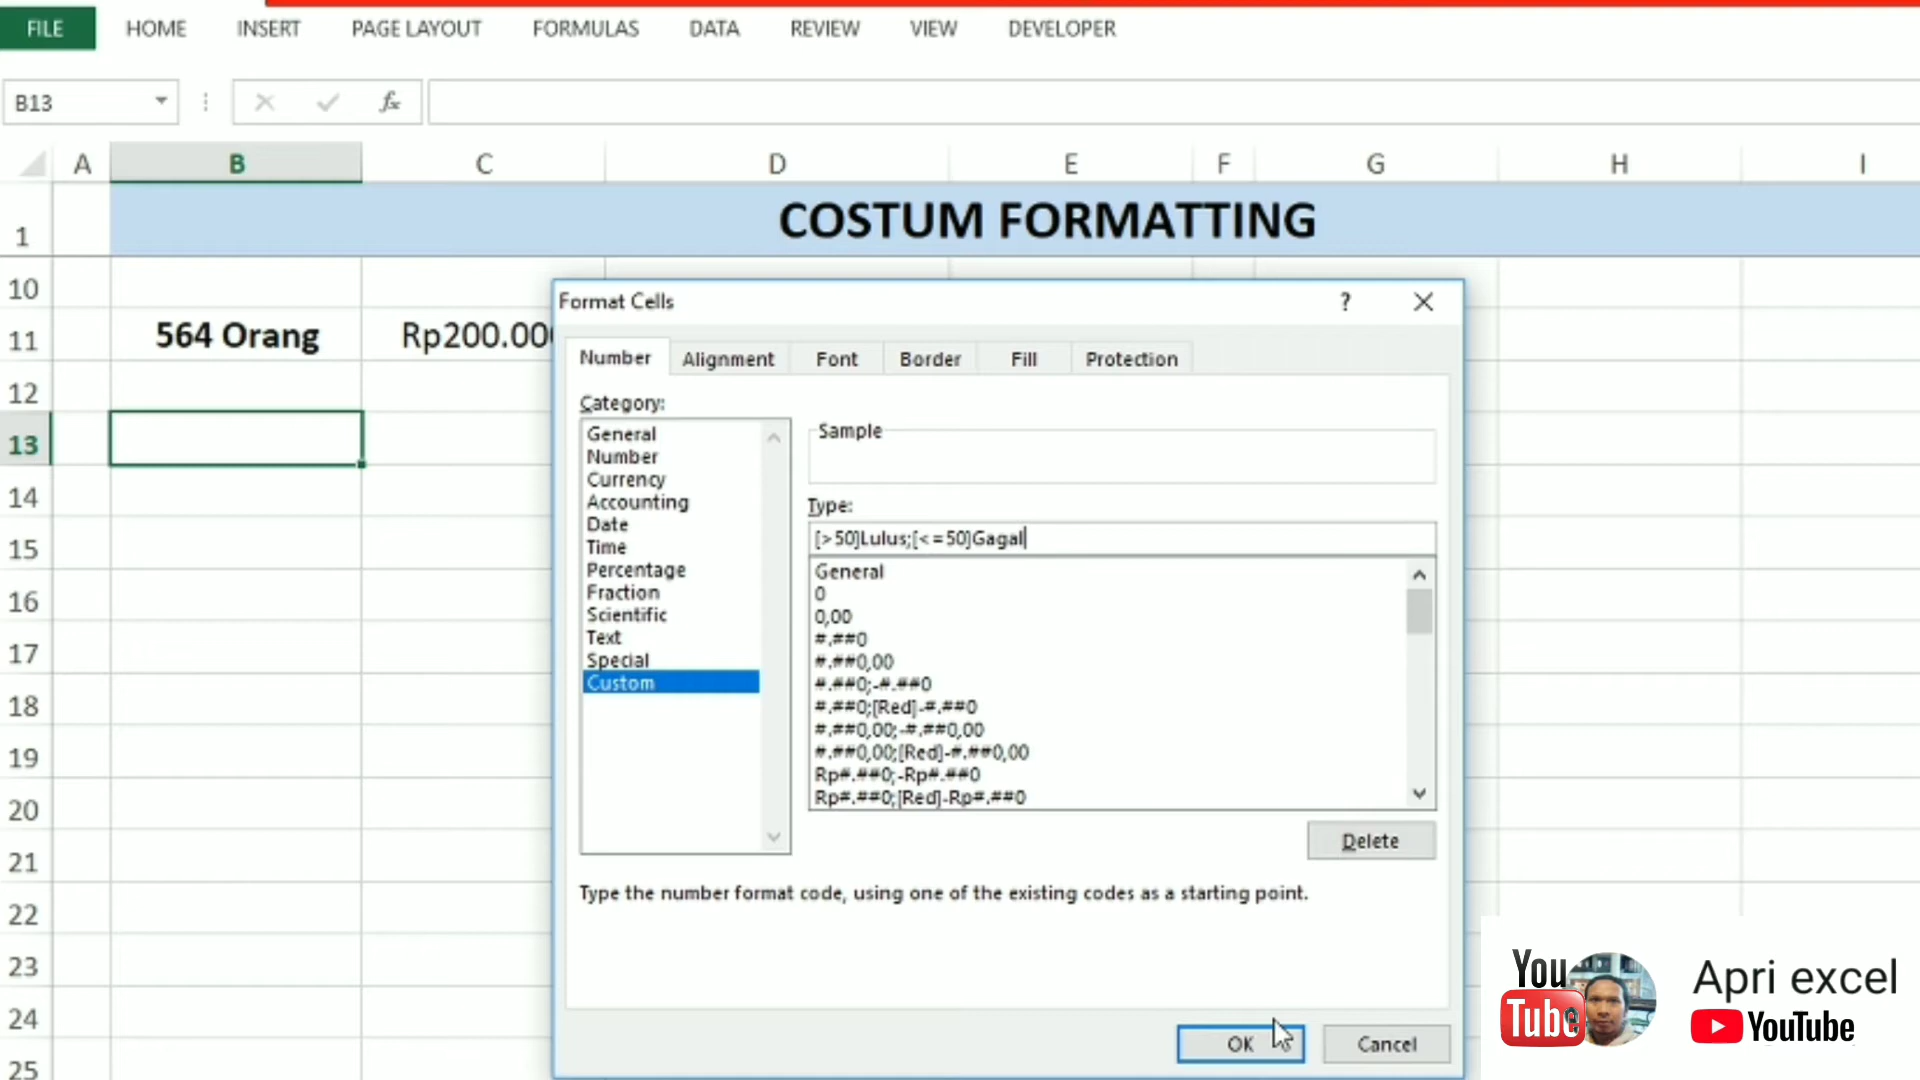 FILE HOME INSERT PAGE LAYOUT FORMULAS DATA REVIEW VIEW DEVELOPER
B13 fx
A B C D E F G H I
1 COSTUM FORMATTING
10
11 564 Orang Rp200.000
12
13
14
15
16
17
18
19
20
21
22
23
24
25
Format Cells ?
Number Alignment Font Border Fill Protection
Category:
General
Number
Currency
Accounting
Date
Time
Percentage
Fraction
Scientific
Text
Special
Custom
Sample
Type:
[>50]Lulus;[<=50]Gagal
General
0
0,00
#.##0
#.##0,00
#.##0;-#.##0
#.##0;[Red]-#.##0
#.##0,00;-#.##0,00
#.##0,00;[Red]-#.##0,00
Rp#.##0;-Rp#.##0
Rp#.##0;[Red]-Rp#.##0
Delete
Type the number format code, using one of the existing codes as a starting point.
OK Cancel
You
Tube
Apri excel
YouTube